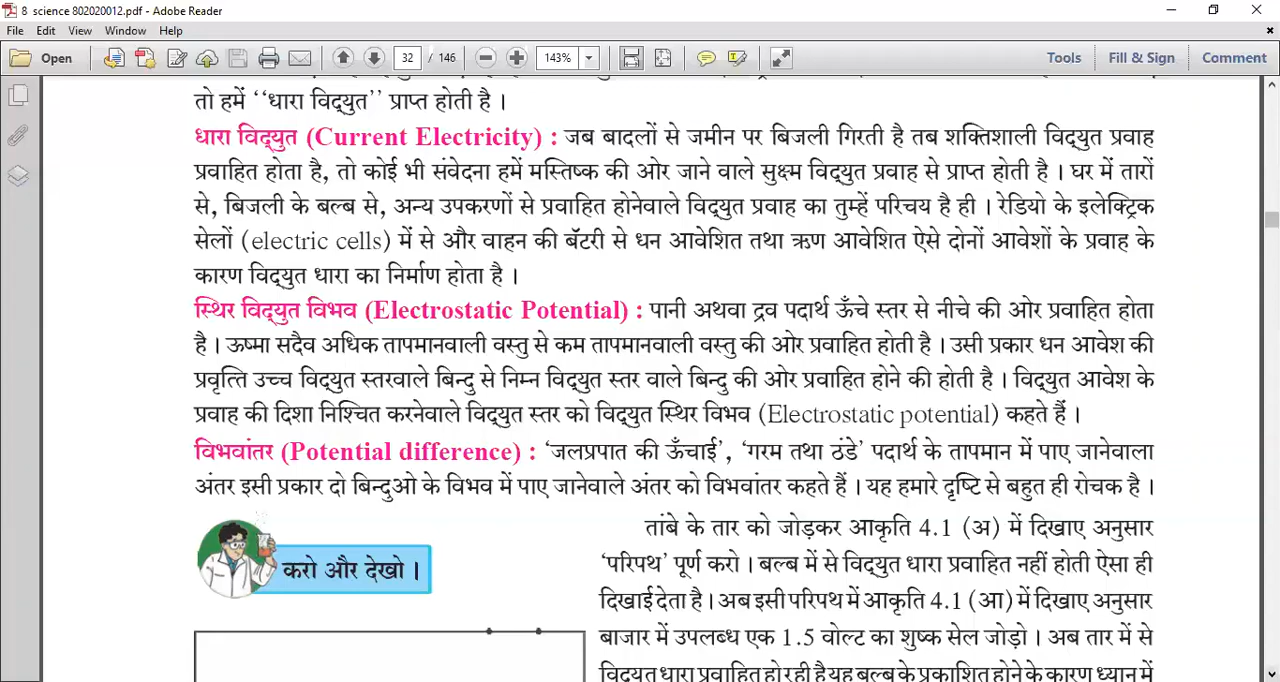 8 science 802020012.pdf - Adobe Reader
File Edit View Window Help
Open 32 / 146 143% Tools Fill & Sign Comment
तो हमें ‘‘धारा विद्युत’’ प्राप्त होती है ।
धारा विद्युत (Current Electricity) : जब बादलों से जमीन पर बिजली गिरती है तब शक्तिशाली विद्युत प्रवाह
प्रवाहित होता है, तो कोई भी संवेदना हमें मस्तिष्क की ओर जाने वाले सुक्ष्म विद्युत प्रवाह से प्राप्त होती है । घर में तारों
से, बिजली के बल्ब से, अन्य उपकरणों से प्रवाहित होनेवाले विद्युत प्रवाह का तुम्हें परिचय है ही । रेडियो के इलेक्ट्रिक
सेलों (electric cells) में से और वाहन की बॅटरी से धन आवेशित तथा ऋण आवेशित ऐसे दोनों आवेशों के प्रवाह के
कारण विद्युत धारा का निर्माण होता है ।
स्थिर विद्युत विभव (Electrostatic Potential) : पानी अथवा द्रव पदार्थ ऊँचे स्तर से नीचे की ओर प्रवाहित होता
है । ऊष्मा सदैव अधिक तापमानवाली वस्तु से कम तापमानवाली वस्तु की ओर प्रवाहित होती है । उसी प्रकार धन आवेश की
प्रवृत्ति उच्च विद्युत स्तरवाले बिन्दु से निम्न विद्युत स्तर वाले बिन्दु की ओर प्रवाहित होने की होती है । विद्युत आवेश के
प्रवाह की दिशा निश्चित करनेवाले विद्युत स्तर को विद्युत स्थिर विभव (Electrostatic potential) कहते हैं ।
विभवांतर (Potential difference) : ‘जलप्रपात की ऊँचाई’, ‘गरम तथा ठंडे’ पदार्थ के तापमान में पाए जानेवाला
अंतर इसी प्रकार दो बिन्दुओ के विभव में पाए जानेवाले अंतर को विभवांतर कहते हैं । यह हमारे दृष्टि से बहुत ही रोचक है ।
करो और देखो ।
तांबे के तार को जोड़कर आकृति 4.1 (अ) में दिखाए अनुसार
‘परिपथ’ पूर्ण करो । बल्ब में से विद्युत धारा प्रवाहित नहीं होती ऐसा ही
दिखाई देता है । अब इसी परिपथ में आकृति 4.1 (आ) में दिखाए अनुसार
बाजार में उपलब्ध एक 1.5 वोल्ट का शुष्क सेल जोड़ो । अब तार में से
विद्युत धारा प्रवाहित हो रही है यह बल्ब के प्रकाशित होने के कारण ध्यान में